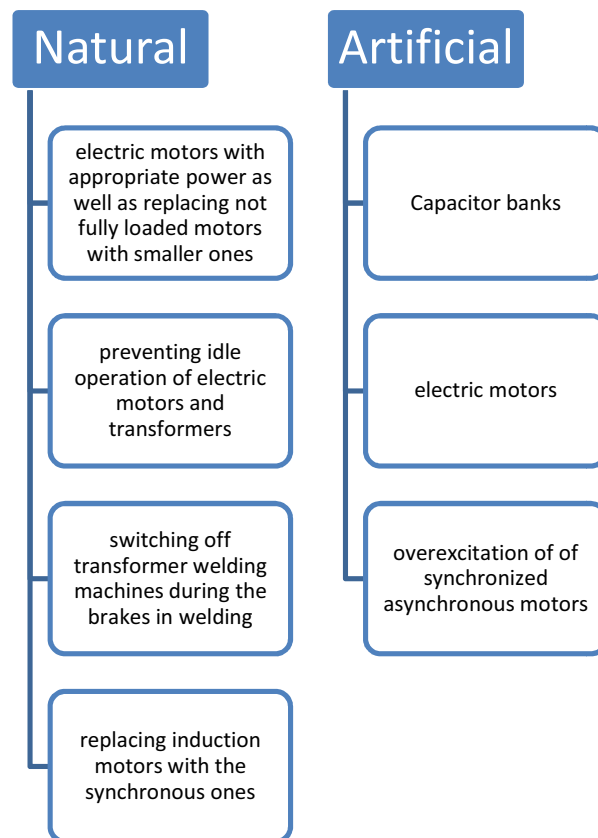 Natural
electric motors with
appropriate power as
well as replacing not
fully loaded motors
with smaller ones
preventing idle
operation of electric
motors and
transformers
switching off
transformer welding
machines during the
brakes in welding
replacing induction
motors with the
synchronous ones
Artificial
Capacitor banks
electric motors
overexcitation of of
synchronized
asynchronous motors